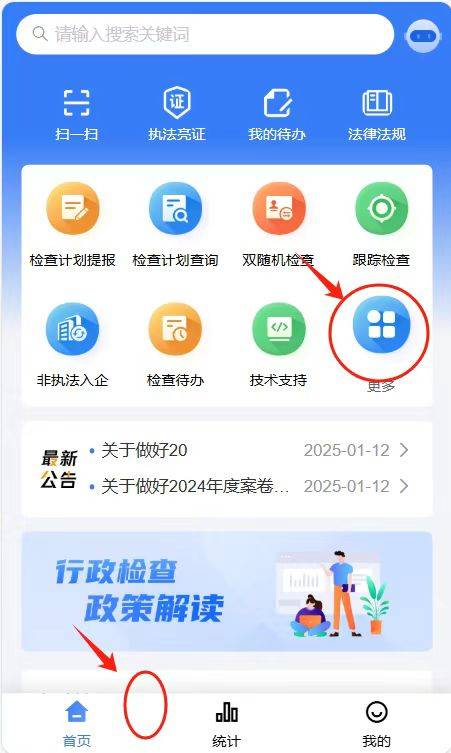 请输入搜索关键词
证
扫一扫
执法亮证
我的待办
法律法规
检查计划提报
检查计划查询
双随机检查
跟踪检查
非执法入企
检查待办
技术支持
更多
最新
公告
关于做好20
2025-01-12
关于做好2024年度案卷…
2025-01-12
行政检查
政策解读
首页
统计
我的